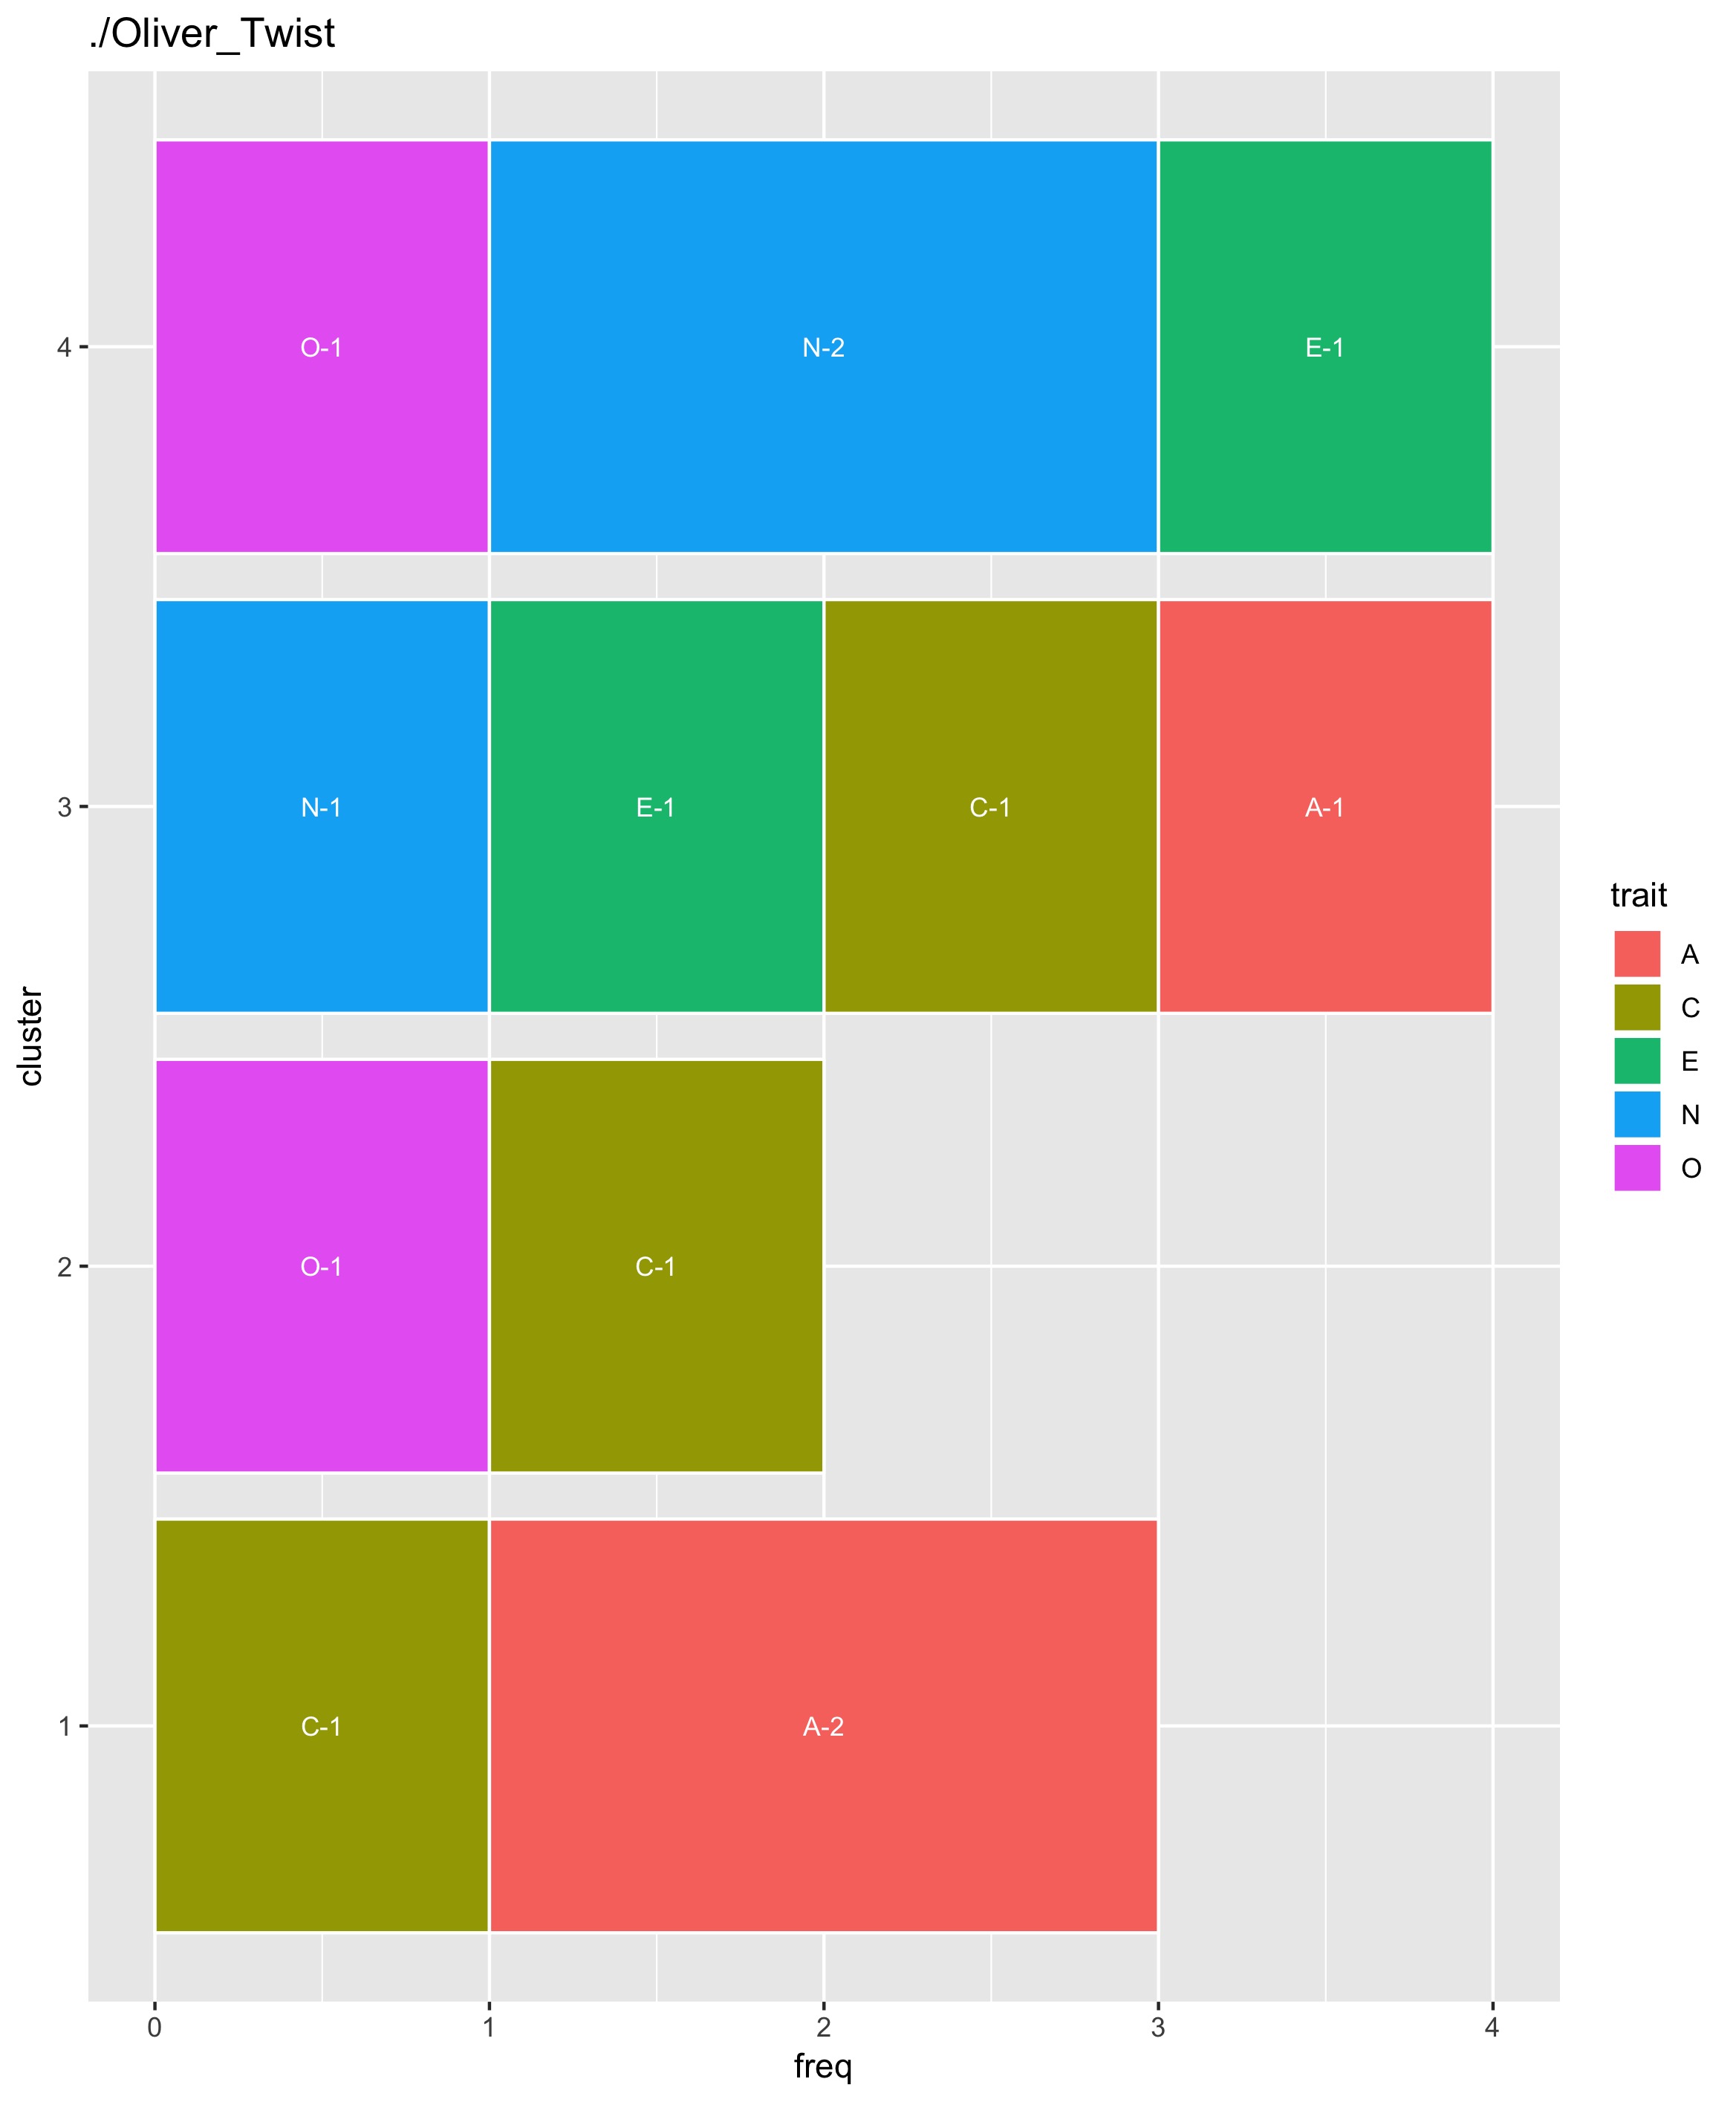 ./Oliver_Twist
cluster
4
O-1 N-2 E-1
3
N-1 E-1 C-1 A-1
2
O-1 C-1
1
C-1 A-2
0 1 2 3 4
freq
trait
A
C
E
N
O